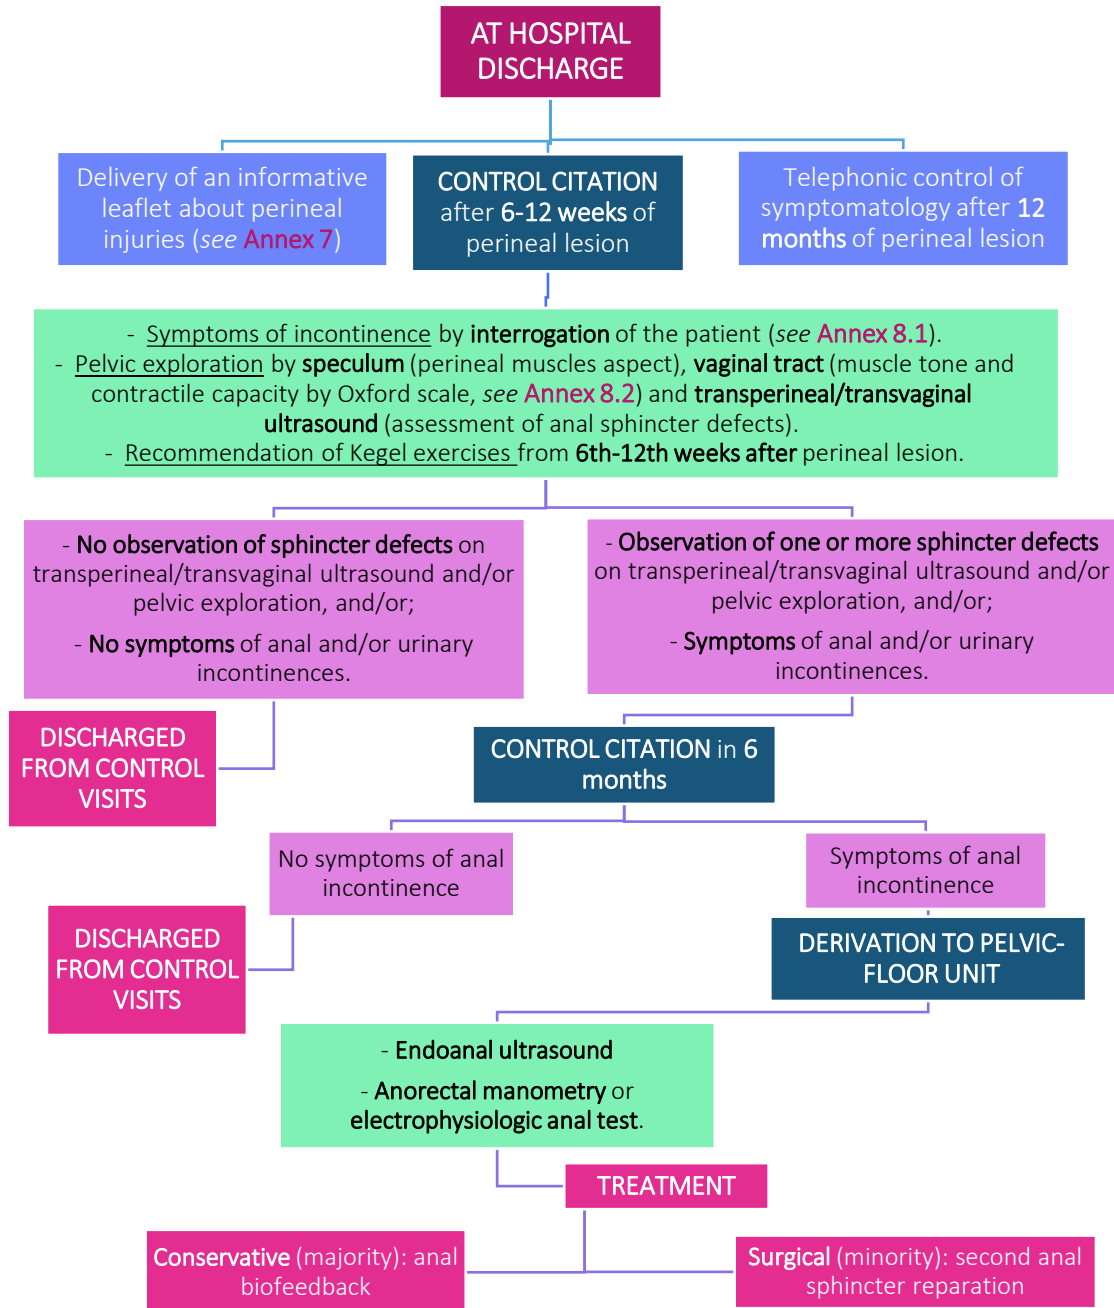 AT HOSPITAL
DISCHARGE
Delivery of an informative
leaflet about perineal
injuries (see Annex 7)
CONTROL CITATION
after 6-12 weeks of
perineal lesion
Telephonic control of
symptomatology after 12
months of perineal lesion
- Symptoms of incontinence by interrogation of the patient (see Annex 8.1).
- Pelvic exploration by speculum (perineal muscles aspect), vaginal tract (muscle tone and
contractile capacity by Oxford scale, see Annex 8.2) and transperineal/transvaginal
ultrasound (assessment of anal sphincter defects).
- Recommendation of Kegel exercises from 6th-12th weeks after perineal lesion.
- No observation of sphincter defects on
transperineal/transvaginal ultrasound and/or
pelvic exploration, and/or;
- No symptoms of anal and/or urinary
incontinences.
- Observation of one or more sphincter defects
on transperineal/transvaginal ultrasound and/or
pelvic exploration, and/or;
- Symptoms of anal and/or urinary
incontinences.
DISCHARGED
FROM CONTROL
VISITS
CONTROL CITATION in 6
months
No symptoms of anal
incontinence
Symptoms of anal
incontinence
DISCHARGED
FROM CONTROL
VISITS
DERIVATION TO PELVIC-
FLOOR UNIT
- Endoanal ultrasound
- Anorectal manometry or
electrophysiologic anal test.
TREATMENT
Conservative (majority): anal
biofeedback
Surgical (minority): second anal
sphincter reparation